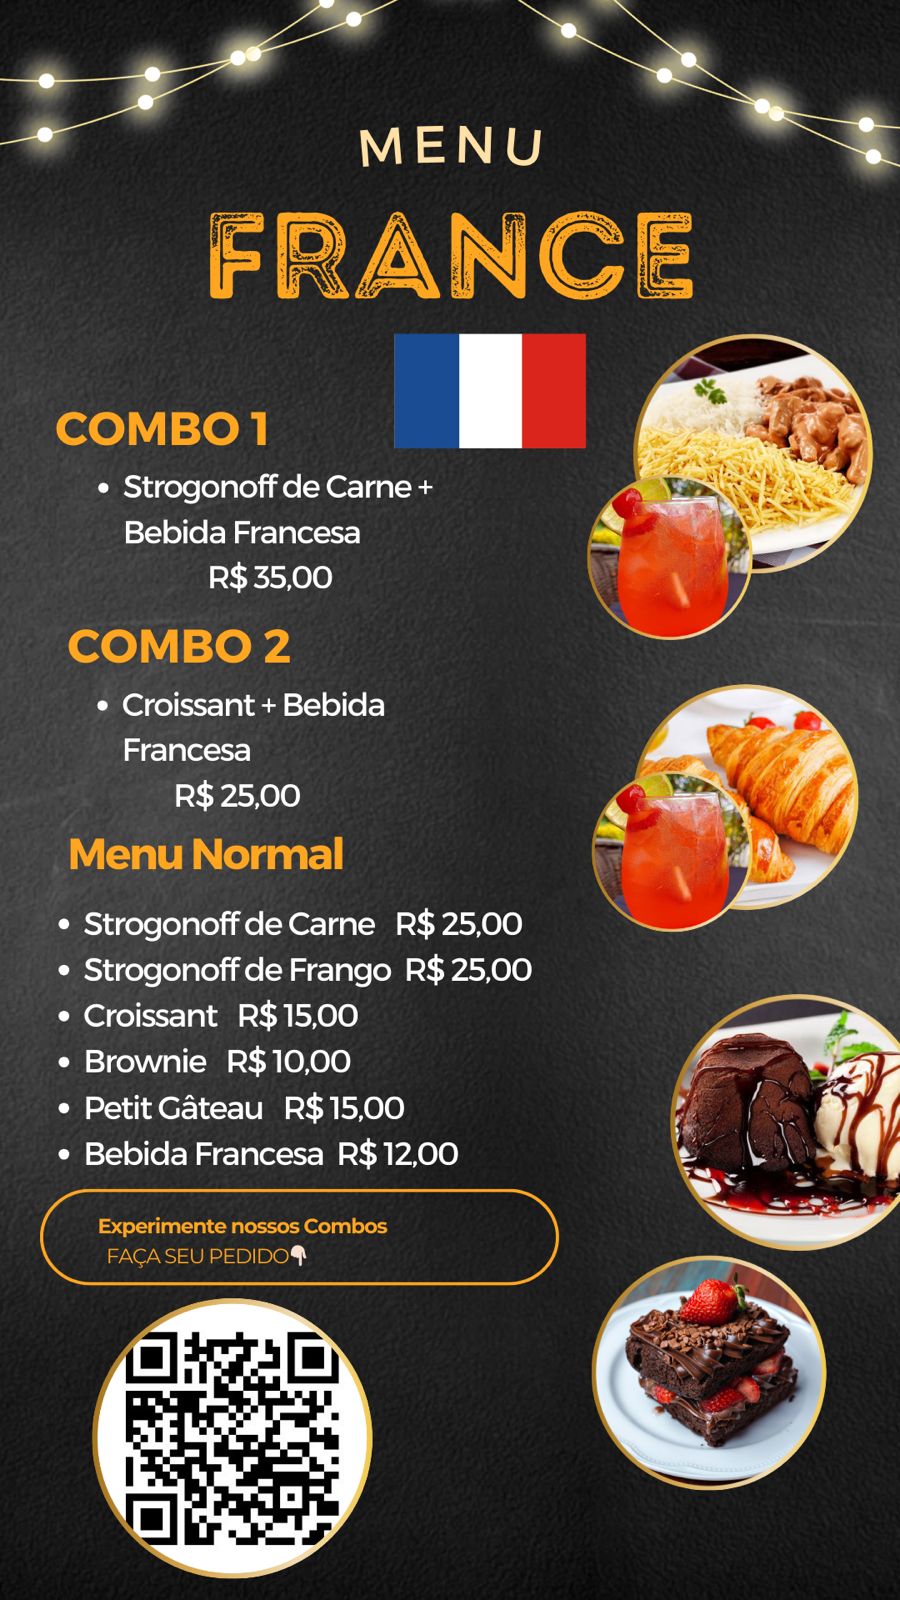 MENU
FRANCE
COMBO 1
• Strogonoff de Carne +
Bebida Francesa
R$ 35,00
COMBO 2
• Croissant + Bebida
Francesa
R$ 25,00
Menu Normal
• Strogonoff de Carne R$ 25,00
• Strogonoff de Frango R$ 25,00
• Croissant R$ 15,00
• Brownie R$ 10,00
• Petit Gâteau R$ 15,00
• Bebida Francesa R$ 12,00
Experimente nossos Combos
FAÇA SEU PEDIDO👇🏻